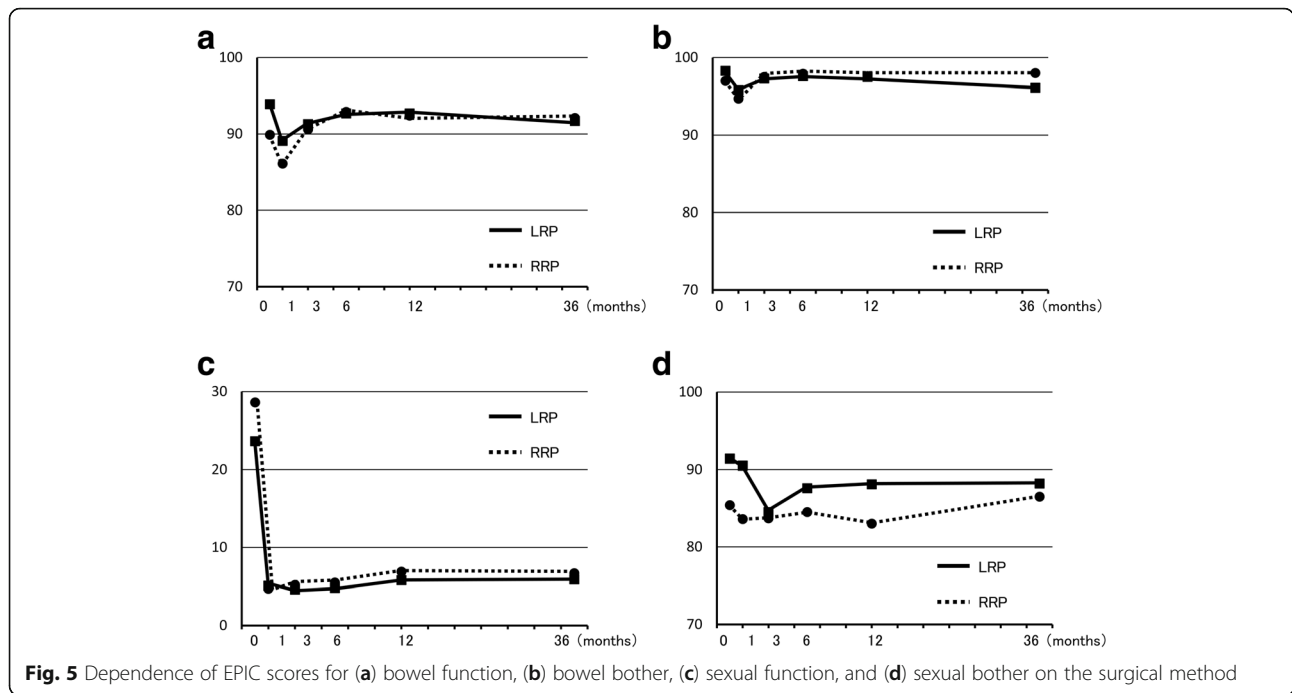 a
100
90
80
70
LRP
RRP
0 1 3 6 12 36 (months)
b
100
90
80
70
LRP
RRP
0 1 3 6 12 36 (months)
c
30
20
10
0
LRP
RRP
0 1 3 6 12 36 (months)
d
100
90
80
70
LRP
RRP
0 1 3 6 12 36 (months)
Fig. 5 Dependence of EPIC scores for (a) bowel function, (b) bowel bother, (c) sexual function, and (d) sexual bother on the surgical method